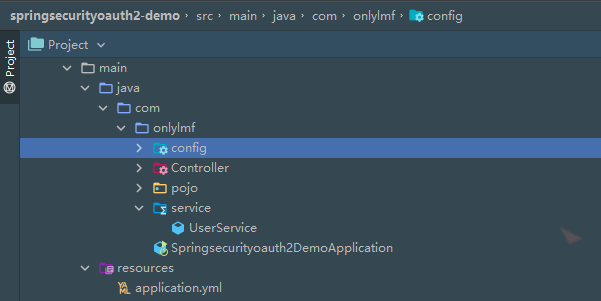 springsecurityoauth2-demo › src › main › java › com › onlylmf › config
Project
Project
main
java
com
onlylmf
config
Controller
pojo
service
UserService
Springsecurityoauth2DemoApplication
resources
application.yml